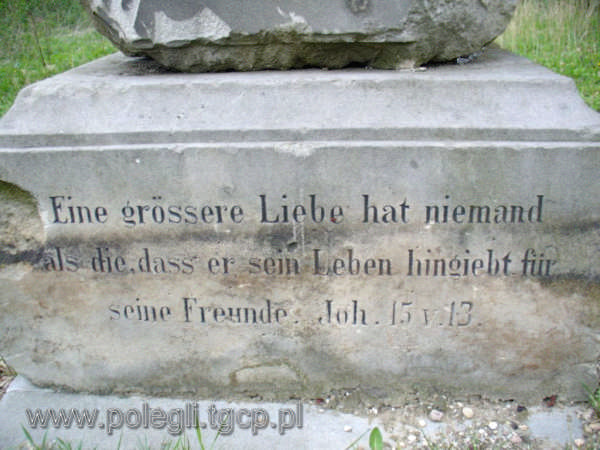 Eine grössere Liebe hat niemand
als die, dass er sein Leben hingiebt für
seine Freunde. Joh. 15 v. 13.
www.polegli.tgcp.pl